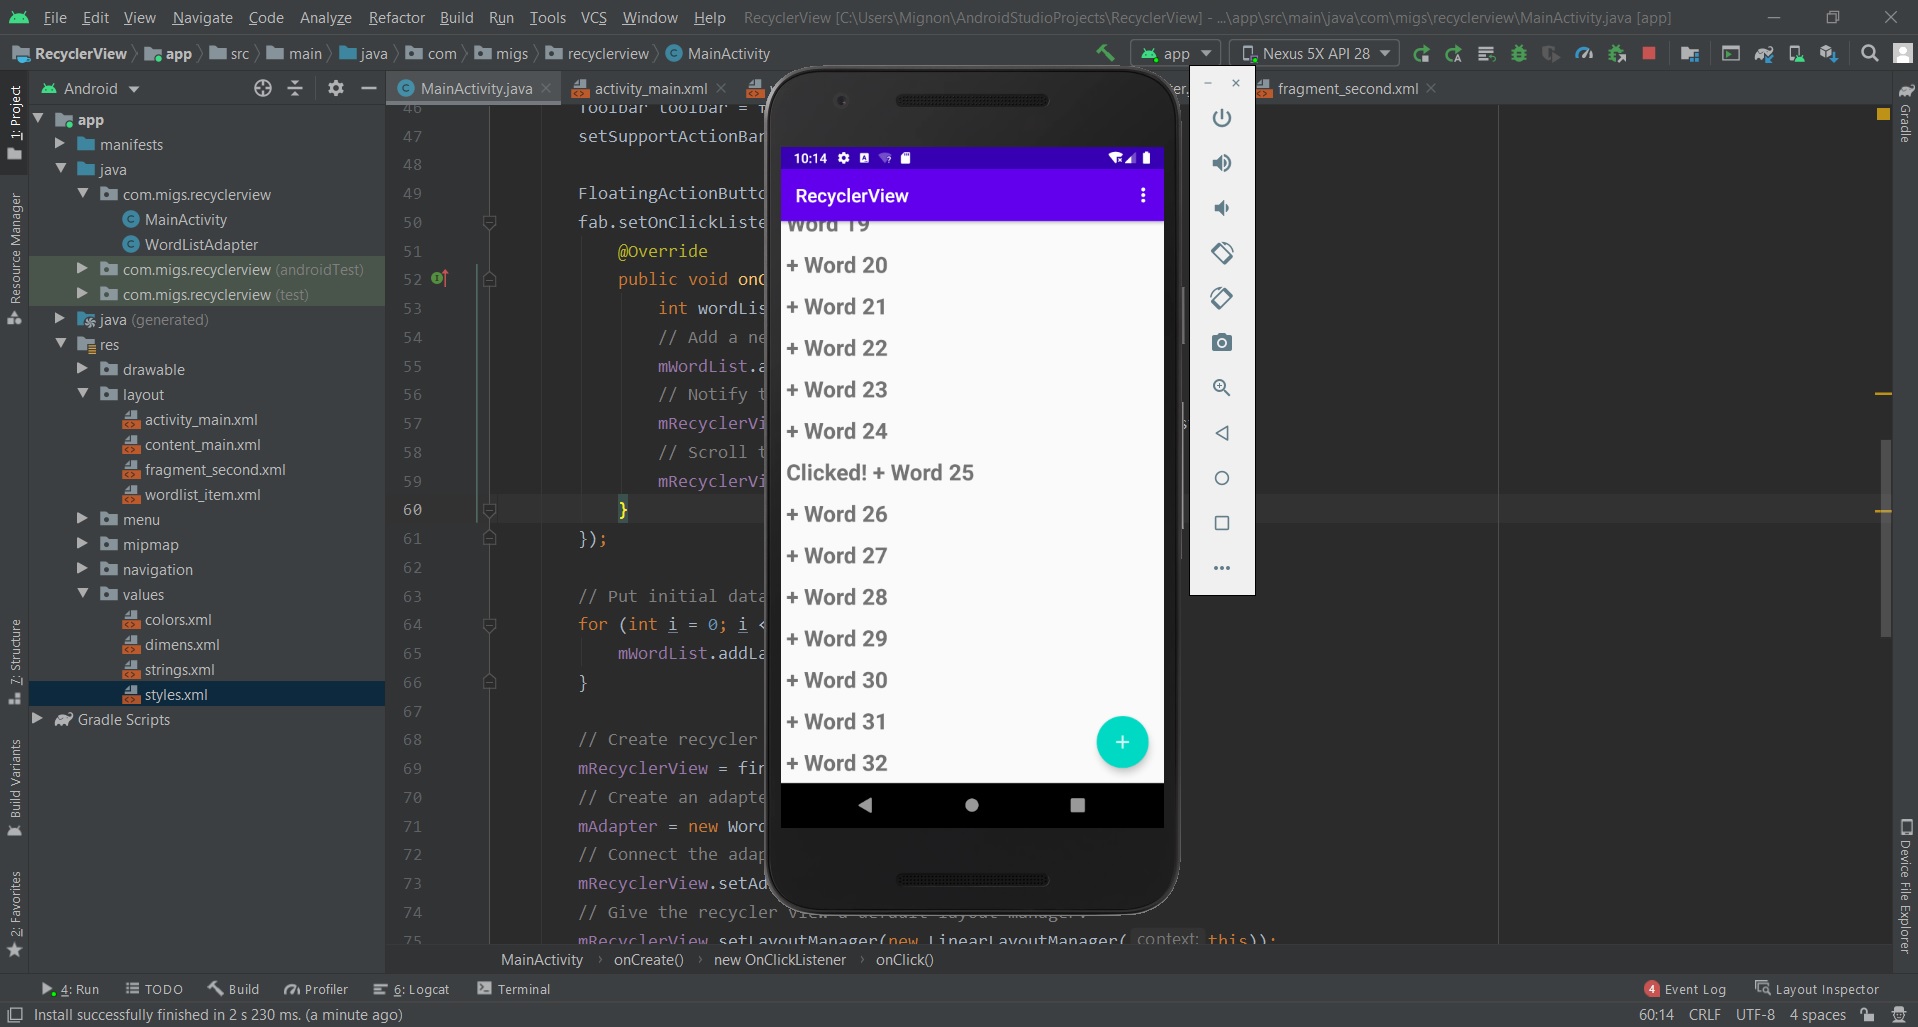 File Edit View Navigate Code Analyze Refactor Build Run Tools VCS Window Help RecyclerView [C:\Users\Mignon\AndroidStudioProjects\RecyclerView] - ...\app\src\main\java\com\migs\recyclerview\MainActivity.java [app]
RecyclerView app src main java com migs recyclerview MainActivity app Nexus 5X API 28
Android MainActivity.java activity_main.xml fragment_second.xml
1: Project
Resource Manager
7: Structure
Build Variants
2: Favorites
app
manifests
java
com.migs.recyclerview
MainActivity
WordListAdapter
com.migs.recyclerview (androidTest)
com.migs.recyclerview (test)
java (generated)
res
drawable
layout
activity_main.xml
content_main.xml
fragment_second.xml
wordlist_item.xml
menu
mipmap
navigation
values
colors.xml
dimens.xml
strings.xml
styles.xml
Gradle Scripts
46 Toolbar toolbar =
47 setSupportActionBar
48
49 FloatingActionButto
50 fab.setOnClickListe
51 @Override
52 public void on
53 int wordLis
54 // Add a ne
55 mWordList.a
56 // Notify t
57 mRecyclerVi
58 // Scroll t
59 mRecyclerVi
60 }
61 });
62
63 // Put initial data
64 for (int i = 0; i <
65 mWordList.addLa
66 }
67
68 // Create recycler
69 mRecyclerView = fin
70 // Create an adapte
71 mAdapter = new Word
72 // Connect the adap
73 mRecyclerView.setAd
74 // Give the recycler view a default layout manager.
75 mRecyclerView.setLayoutManager(new LinearLayoutManager( context: this));
10:14
RecyclerView
Word 19
+ Word 20
+ Word 21
+ Word 22
+ Word 23
+ Word 24
Clicked! + Word 25
+ Word 26
+ Word 27
+ Word 28
+ Word 29
+ Word 30
+ Word 31
+ Word 32
Gradle
Device File Explorer
MainActivity onCreate() new OnClickListener onClick()
4: Run TODO Build Profiler 6: Logcat Terminal 4 Event Log Layout Inspector
Install successfully finished in 2 s 230 ms. (a minute ago) 60:14 CRLF UTF-8 4 spaces